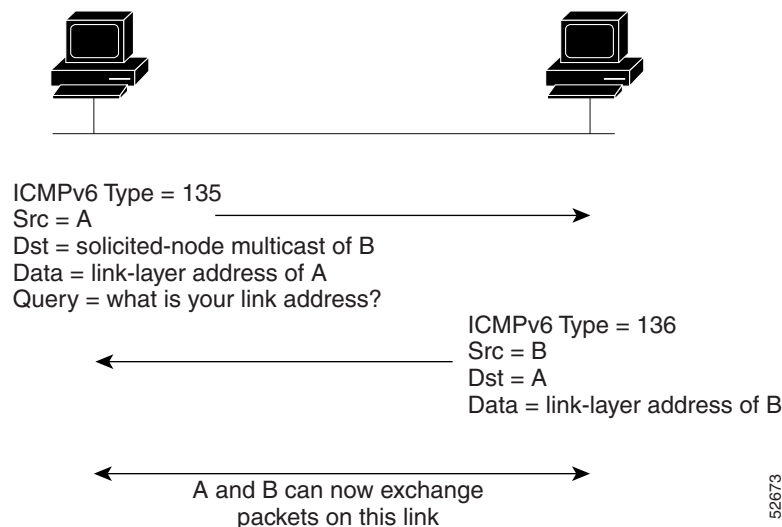 ICMPv6 Type = 135
Src = A
Dst = solicited-node multicast of B
Data = link-layer address of A
Query = what is your link address?
ICMPv6 Type = 136
Src = B
Dst = A
Data = link-layer address of B
A and B can now exchange
packets on this link
52673